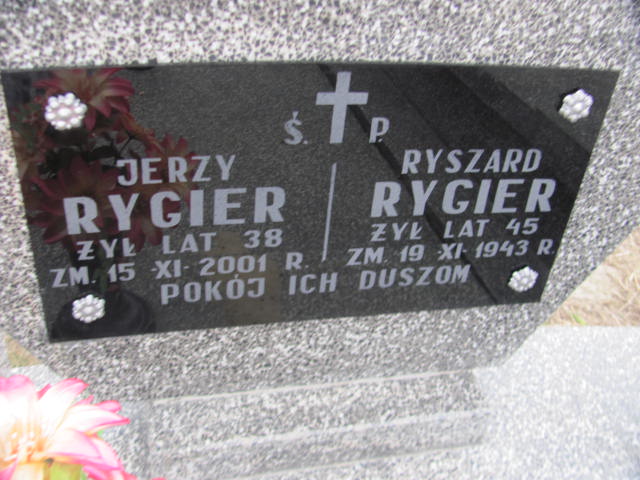 Ś. P.
JERZY
RYGIER
ŻYŁ LAT 38
ZM. 15 -XI- 2001 R.
RYSZARD
RYGIER
ŻYŁ LAT 45
ZM. 19 -XI- 1943 R.
POKÓJ ICH DUSZOM